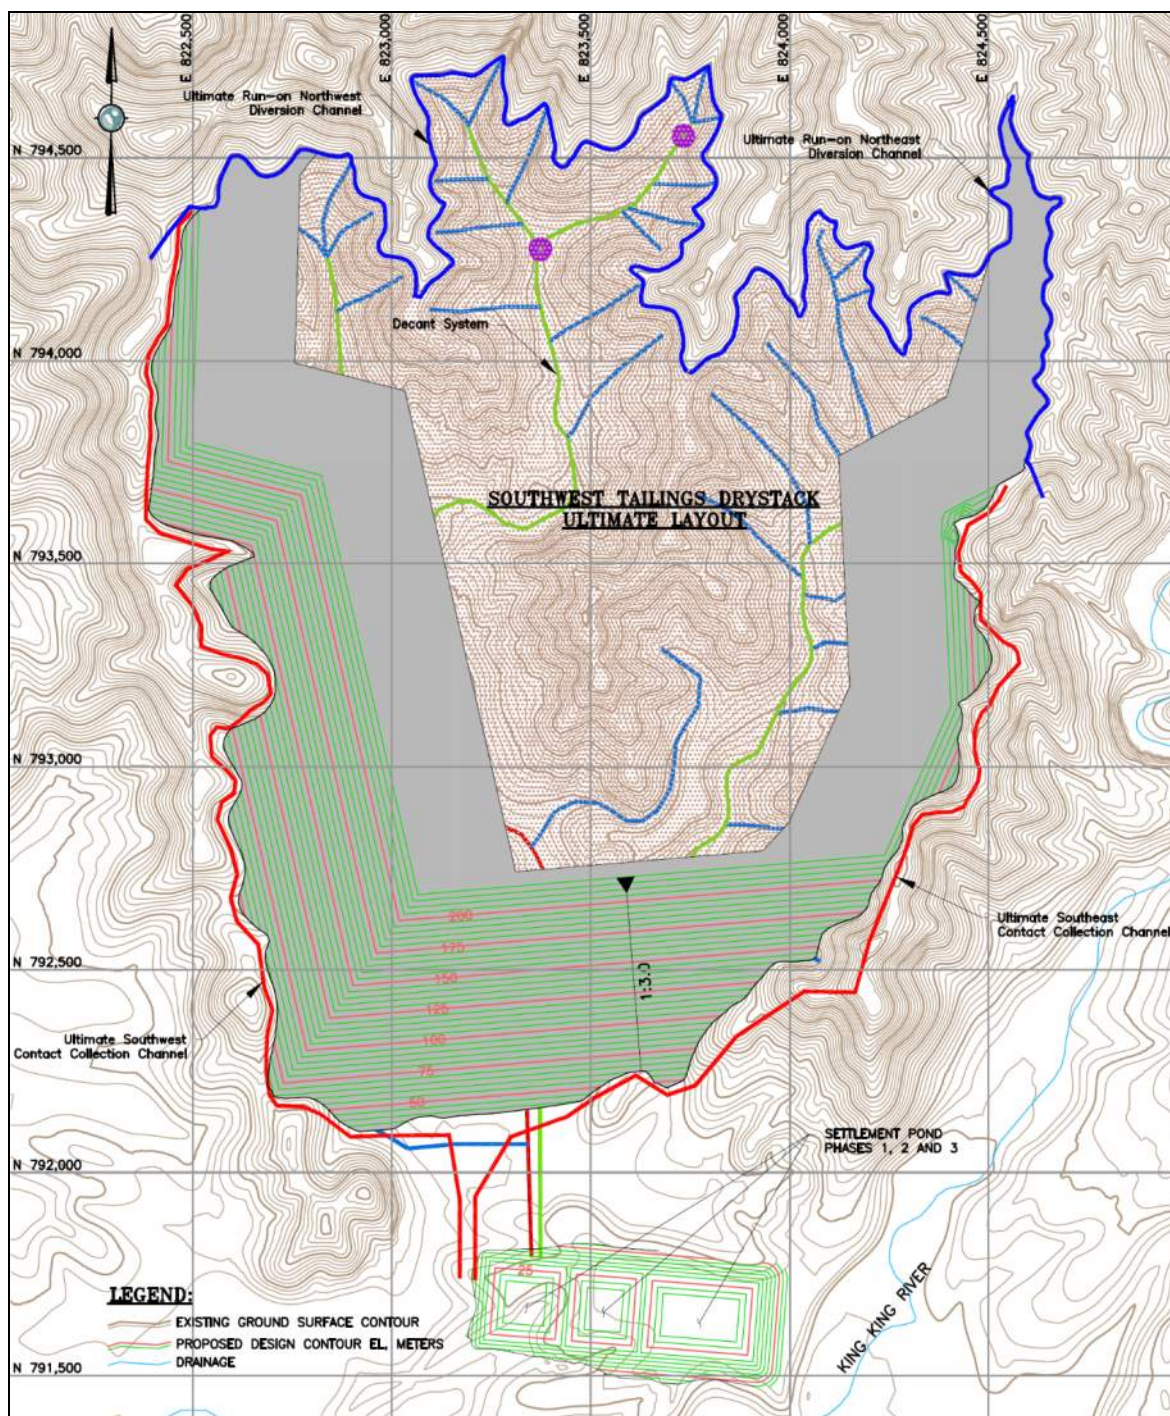 E 822,500
E 823,000
E 823,500
E 824,000
E 824,500
Ultimate Run-on Northwest
Diversion Channel
Ultimate Run-on Northeast
Diversion Channel
N 794,500
Decant System
N 794,000
SOUTHWEST TAILINGS DRYSTACK
ULTIMATE LAYOUT
N 793,500
N 793,000
200
175
150
125
100
75
50
1:3.0
Ultimate Southeast
Contact Collection Channel
N 792,500
Ultimate Southwest
Contact Collection Channel
SETTLEMENT POND
PHASES 1, 2 AND 3
N 792,000
25
KING KING RIVER
LEGEND:
EXISTING GROUND SURFACE CONTOUR
PROPOSED DESIGN CONTOUR EL, METERS
DRAINAGE
N 791,500